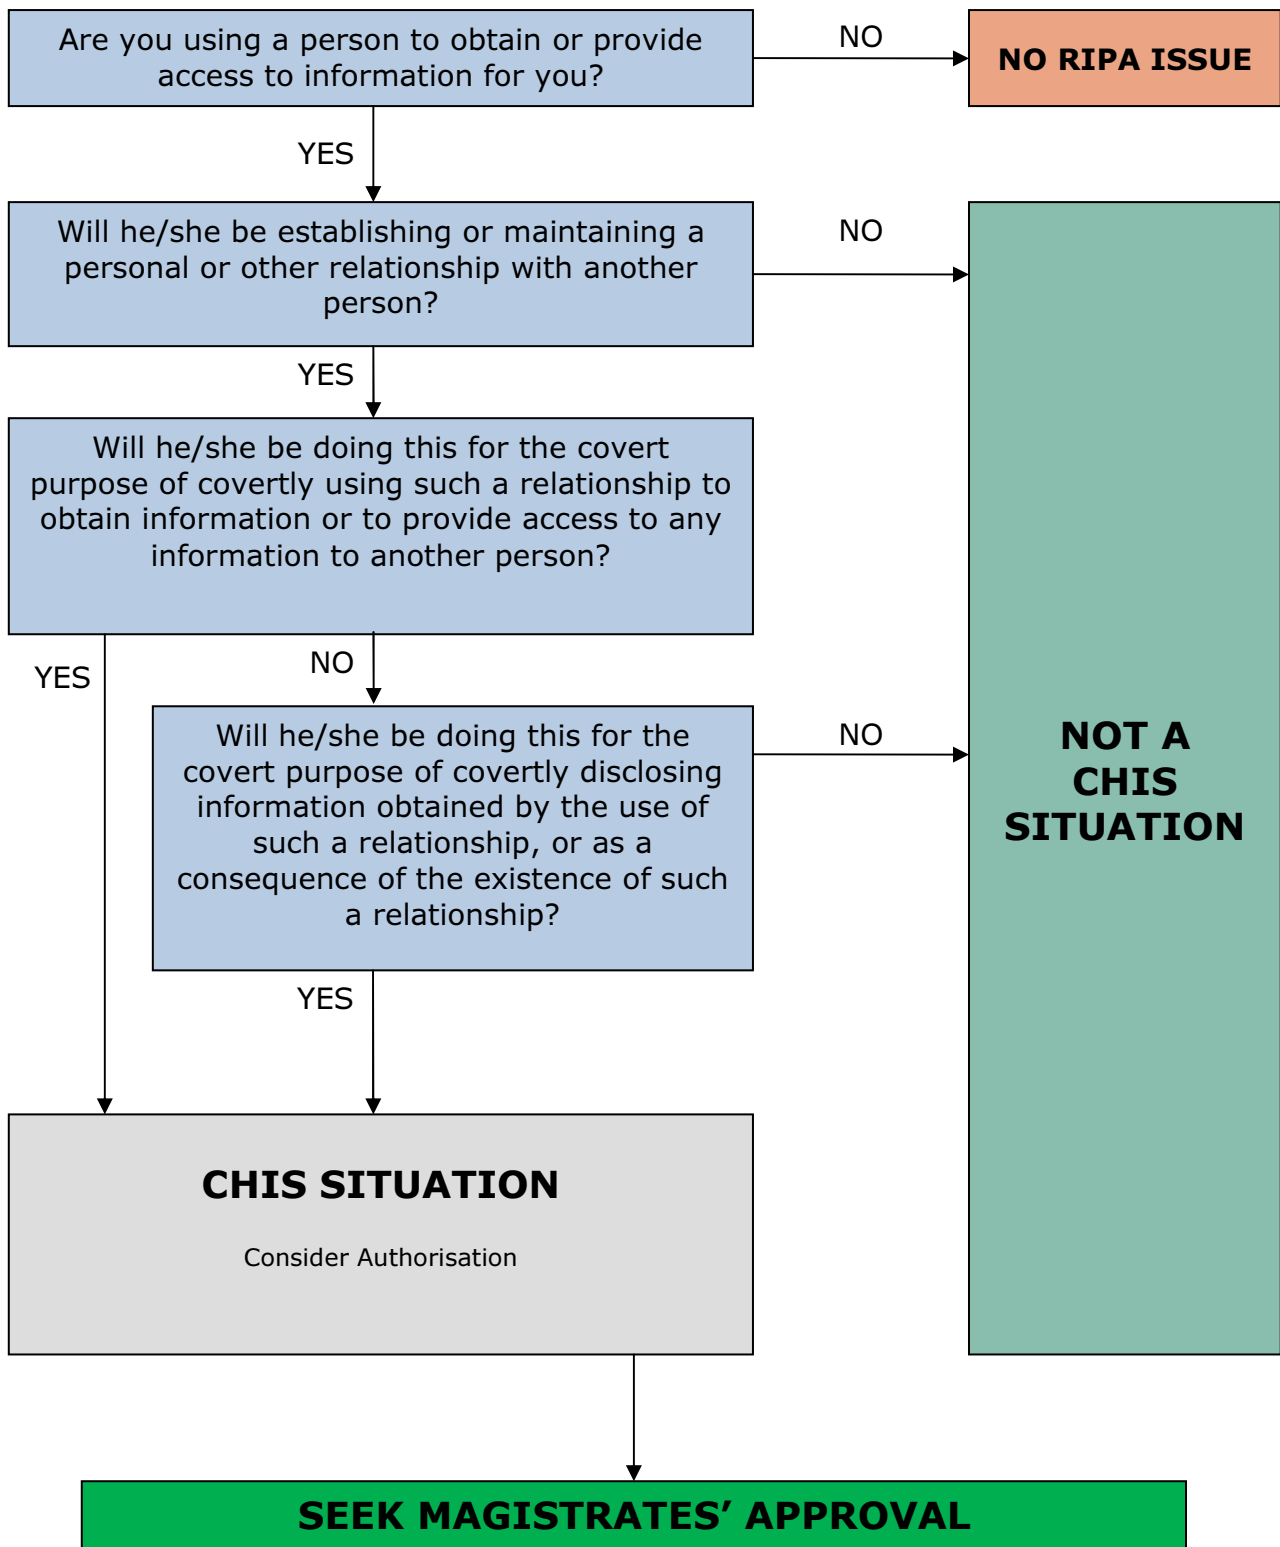 Are you using a person to obtain or provide
access to information for you?
NO
NO RIPA ISSUE
YES
Will he/she be establishing or maintaining a
personal or other relationship with another
person?
NO
YES
Will he/she be doing this for the covert
purpose of covertly using such a relationship to
obtain information or to provide access to any
information to another person?
YES
NO
Will he/she be doing this for the
covert purpose of covertly disclosing
information obtained by the use of
such a relationship, or as a
consequence of the existence of such
a relationship?
NO
NOT A
CHIS
SITUATION
YES
CHIS SITUATION
Consider Authorisation
SEEK MAGISTRATES’ APPROVAL